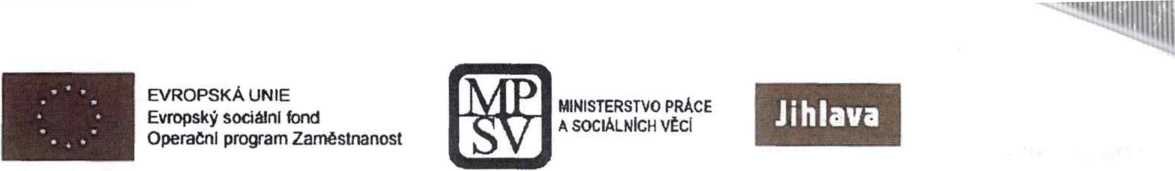 EVROPSKÁ UNIE
Evropský sociální fond
Operační program Zaměstnanost
MP
SV
MINISTERSTVO PRÁCE
A SOCIÁLNÍCH VĚCÍ
Jihlava